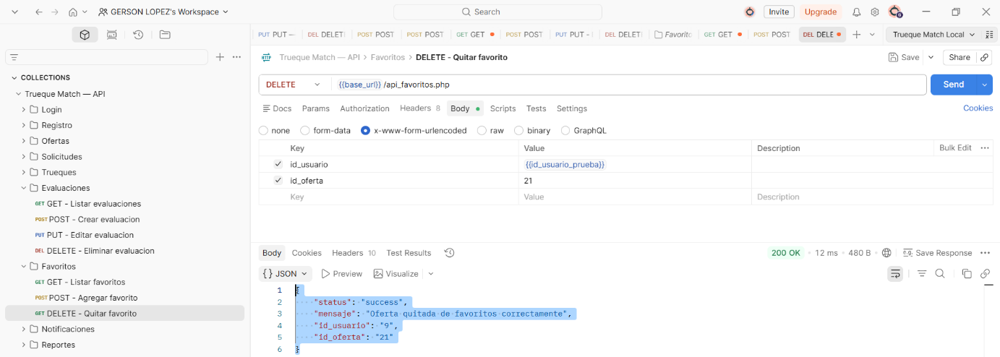 GERSON LOPEZ's Workspace
Search
Invite
Upgrade
PUT —
DEL DELET
POST POST
POST POST
GET GET
POST POST
PUT PUT - 
DEL DELET
Favorito
GET GET
POST POST
DEL DELE
Trueque Match Local
Trueque Match — API > Favoritos > DELETE - Quitar favorito
Save
Share
COLLECTIONS
Trueque Match — API
Login
Registro
Ofertas
Solicitudes
Trueques
Evaluaciones
GET GET - Listar evaluaciones
POST POST - Crear evaluacion
PUT PUT - Editar evaluacion
DEL DELETE - Eliminar evaluacion
Favoritos
GET GET - Listar favoritos
POST POST - Agregar favorito
GET DELETE - Quitar favorito
Notificaciones
Reportes
DELETE
{{base_url}} /api_favoritos.php
Send
Docs Params Authorization Headers 8 Body Scripts Tests Settings
Cookies
none form-data x-www-form-urlencoded raw binary GraphQL
Key Value Description Bulk Edit
id_usuario {{id_usuario_prueba}}
id_oferta 21
Key Value Description
Body Cookies Headers 10 Test Results
200 OK • 12 ms • 480 B
Save Response
{} JSON Preview Visualize
1 {
2 "status": "success",
3 "mensaje": "Oferta quitada de favoritos correctamente",
4 "id_usuario": "9",
5 "id_oferta": "21"
6 }